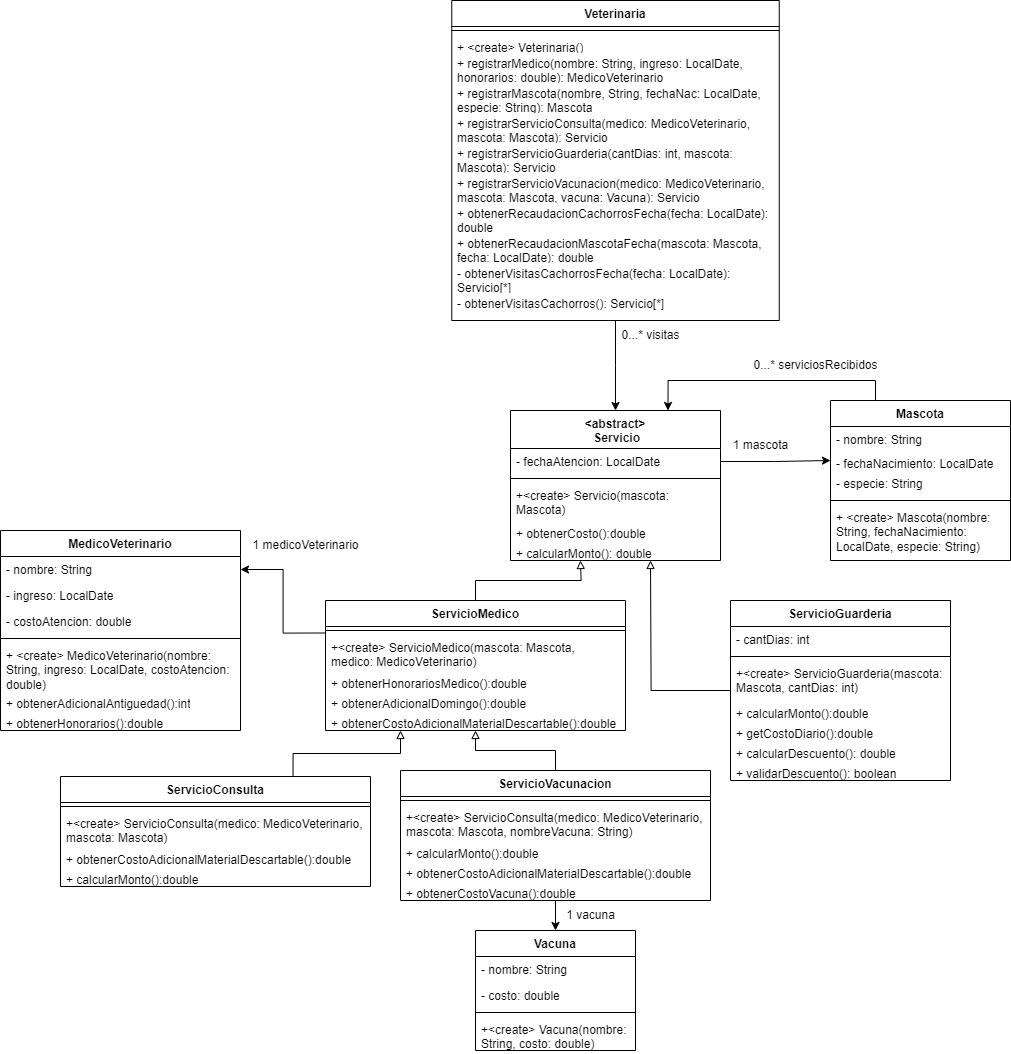 Veterinaria
+ <create> Veterinaria()
+ registrarMedico(nombre: String, ingreso: LocalDate,
honorarios: double): MedicoVeterinario
+ registrarMascota(nombre, String, fechaNac: LocalDate,
especie: String): Mascota
+ registrarServicioConsulta(medico: MedicoVeterinario,
mascota: Mascota): Servicio
+ registrarServicioGuarderia(cantDias: int, mascota:
Mascota): Servicio
+ registrarServicioVacunacion(medico: MedicoVeterinario,
mascota: Mascota, vacuna: Vacuna): Servicio
+ obtenerRecaudacionCachorrosFecha(fecha: LocalDate):
double
+ obtenerRecaudacionMascotaFecha(mascota: Mascota,
fecha: LocalDate): double
- obtenerVisitasCachorrosFecha(fecha: LocalDate):
Servicio[*]
- obtenerVisitasCachorros(): Servicio[*]
0...* visitas
0...* serviciosRecibidos
<abstract>
Servicio
- fechaAtencion: LocalDate
+<create> Servicio(mascota:
Mascota)
+ obtenerCosto():double
+ calcularMonto(): double
1 mascota
Mascota
- nombre: String
- fechaNacimiento: LocalDate
- especie: String
+ <create> Mascota(nombre:
String, fechaNacimiento:
LocalDate, especie: String)
MedicoVeterinario
- nombre: String
- ingreso: LocalDate
- costoAtencion: double
+ <create> MedicoVeterinario(nombre:
String, ingreso: LocalDate, costoAtencion:
double)
+ obtenerAdicionalAntiguedad():int
+ obtenerHonorarios():double
1 medicoVeterinario
ServicioMedico
+<create> ServicioMedico(mascota: Mascota,
medico: MedicoVeterinario)
+ obtenerHonorariosMedico():double
+ obtenerAdicionalDomingo():double
+ obtenerCostoAdicionalMaterialDescartable():double
ServicioGuarderia
- cantDias: int
+<create> ServicioGuarderia(mascota:
Mascota, cantDias: int)
+ calcularMonto():double
+ getCostoDiario():double
+ calcularDescuento(): double
+ validarDescuento(): boolean
ServicioConsulta
+<create> ServicioConsulta(medico: MedicoVeterinario,
mascota: Mascota)
+ obtenerCostoAdicionalMaterialDescartable():double
+ calcularMonto():double
ServicioVacunacion
+<create> ServicioConsulta(medico: MedicoVeterinario,
mascota: Mascota, nombreVacuna: String)
+ calcularMonto():double
+ obtenerCostoAdicionalMaterialDescartable():double
+ obtenerCostoVacuna():double
1 vacuna
Vacuna
- nombre: String
- costo: double
+<create> Vacuna(nombre:
String, costo: double)